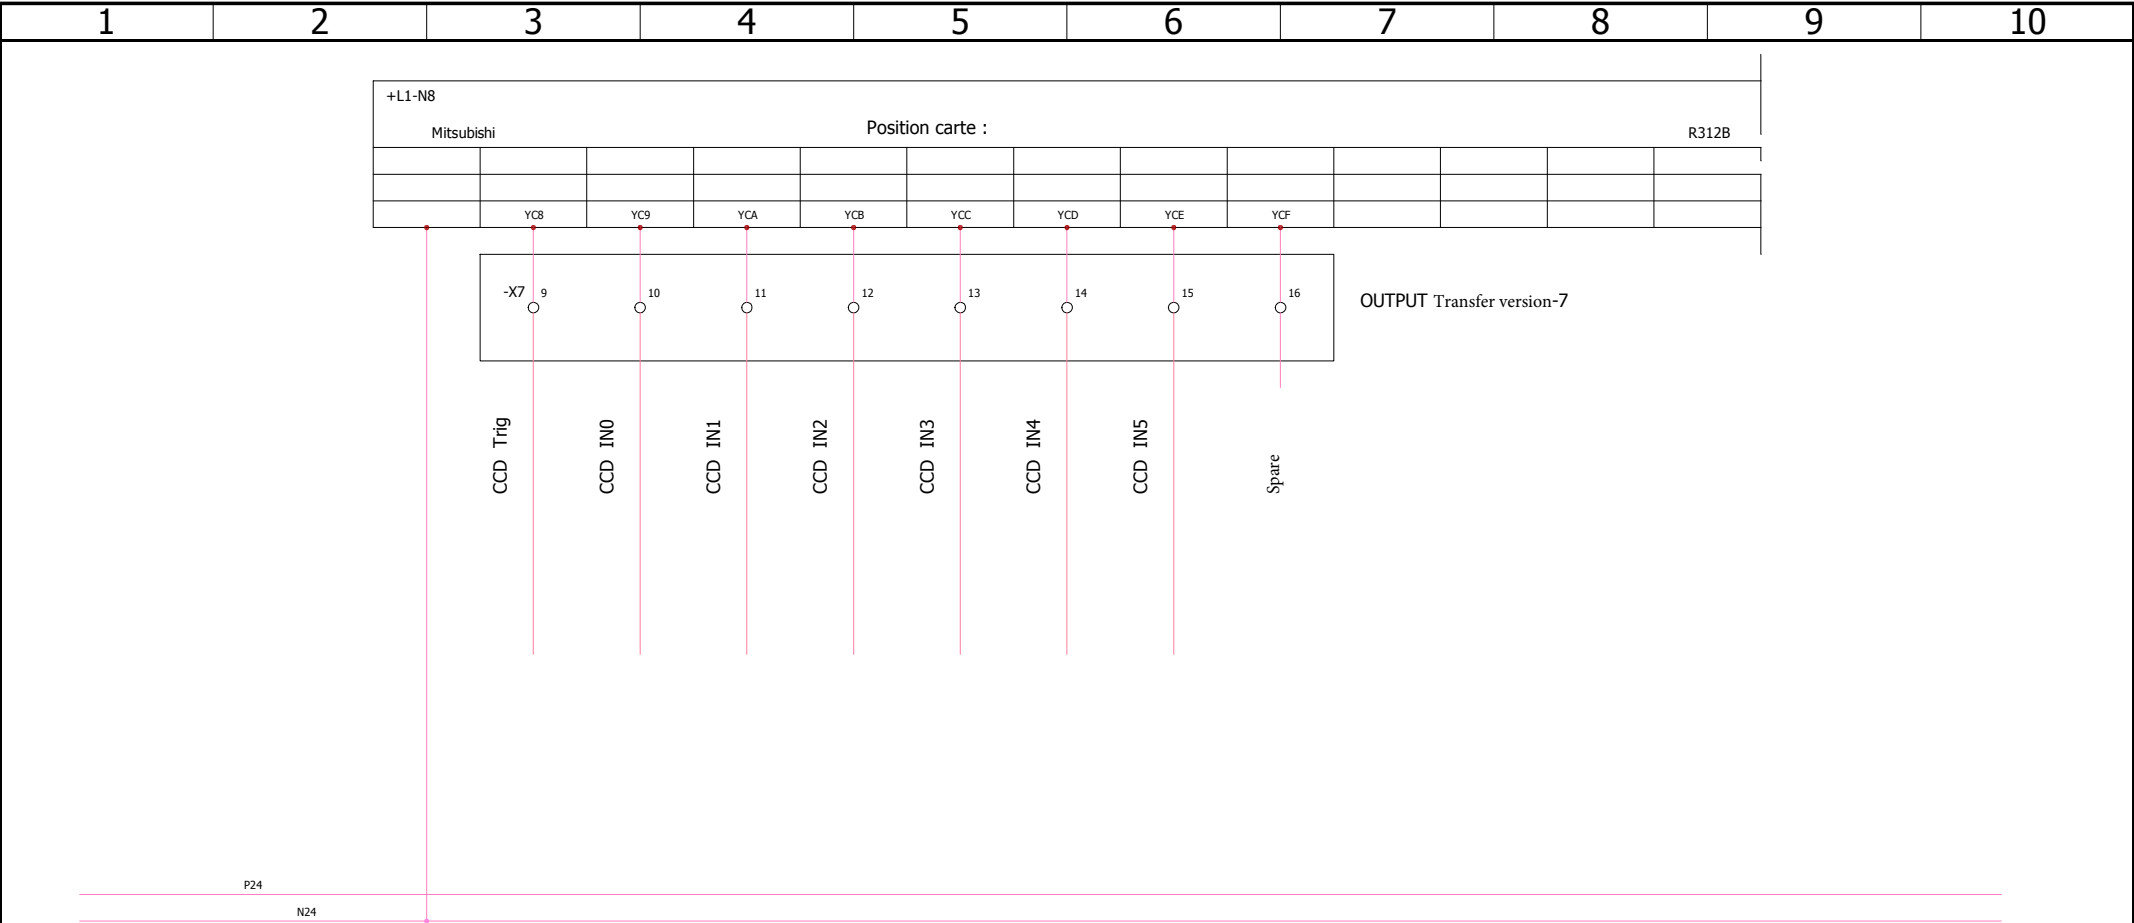 1 2 3 4 5 6 7 8 9 10
+L1-N8
Mitsubishi Position carte : R312B
YC8 YC9 YCA YCB YCC YCD YCE YCF
-X7 9 10 11 12 13 14 15 16
OUTPUT Transfer version-7
CCD Trig
CCD IN0
CCD IN1
CCD IN2
CCD IN3
CCD IN4
CCD IN5
Spare
P24
N24